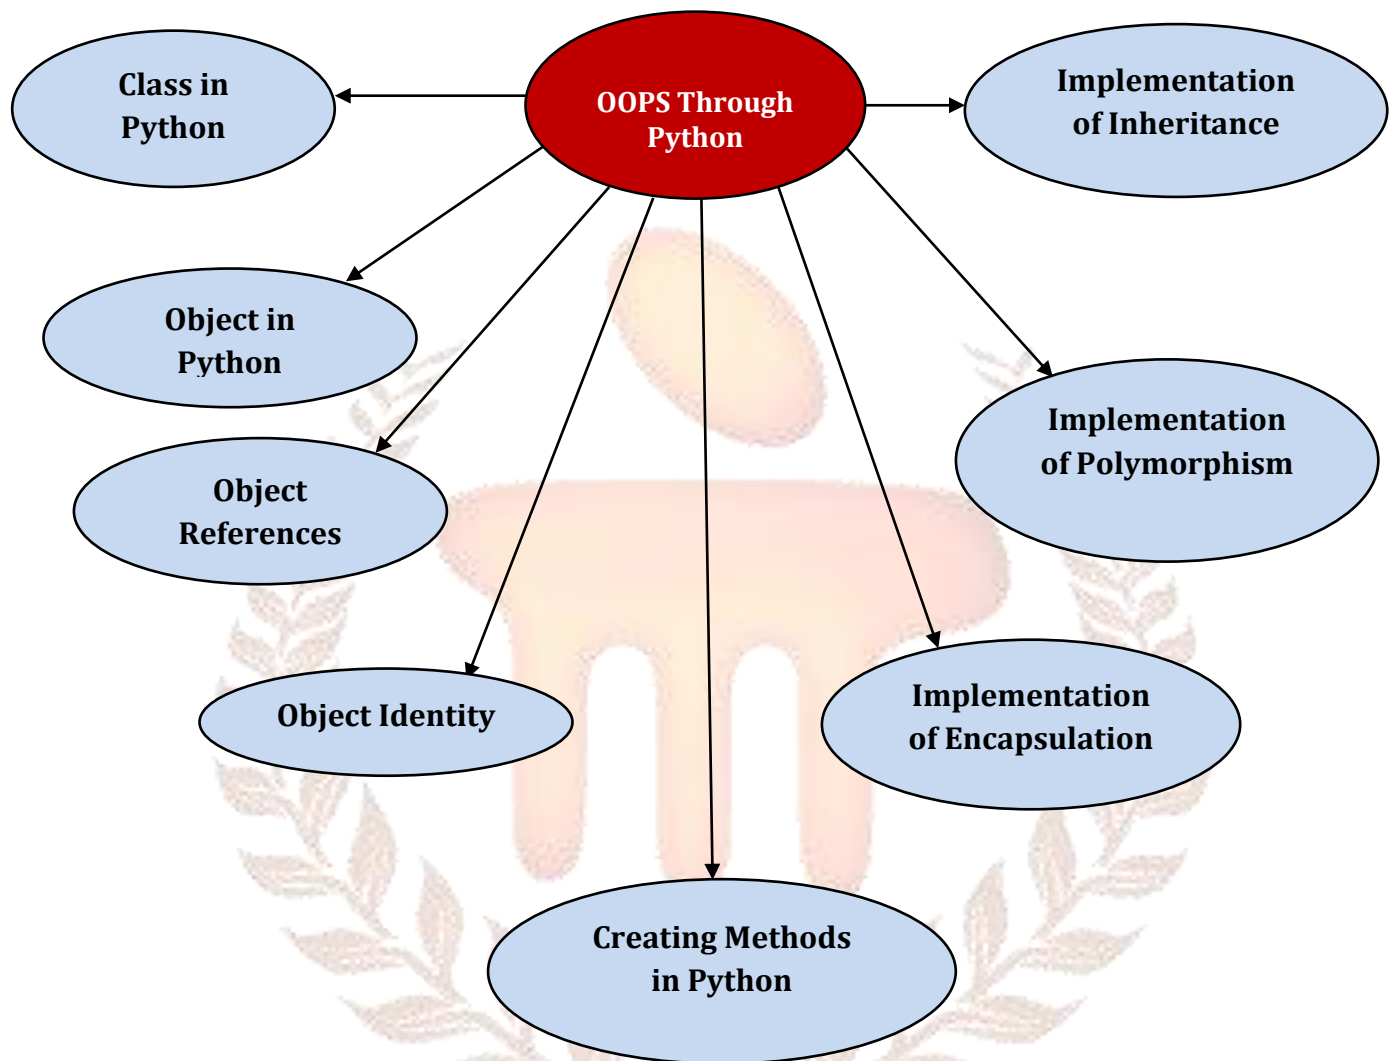 OOPS Through
Python
Class in
Python
Implementation
of Inheritance
Object in
Python
Implementation
of Polymorphism
Object
References
Object Identity
Implementation
of Encapsulation
Creating Methods
in Python